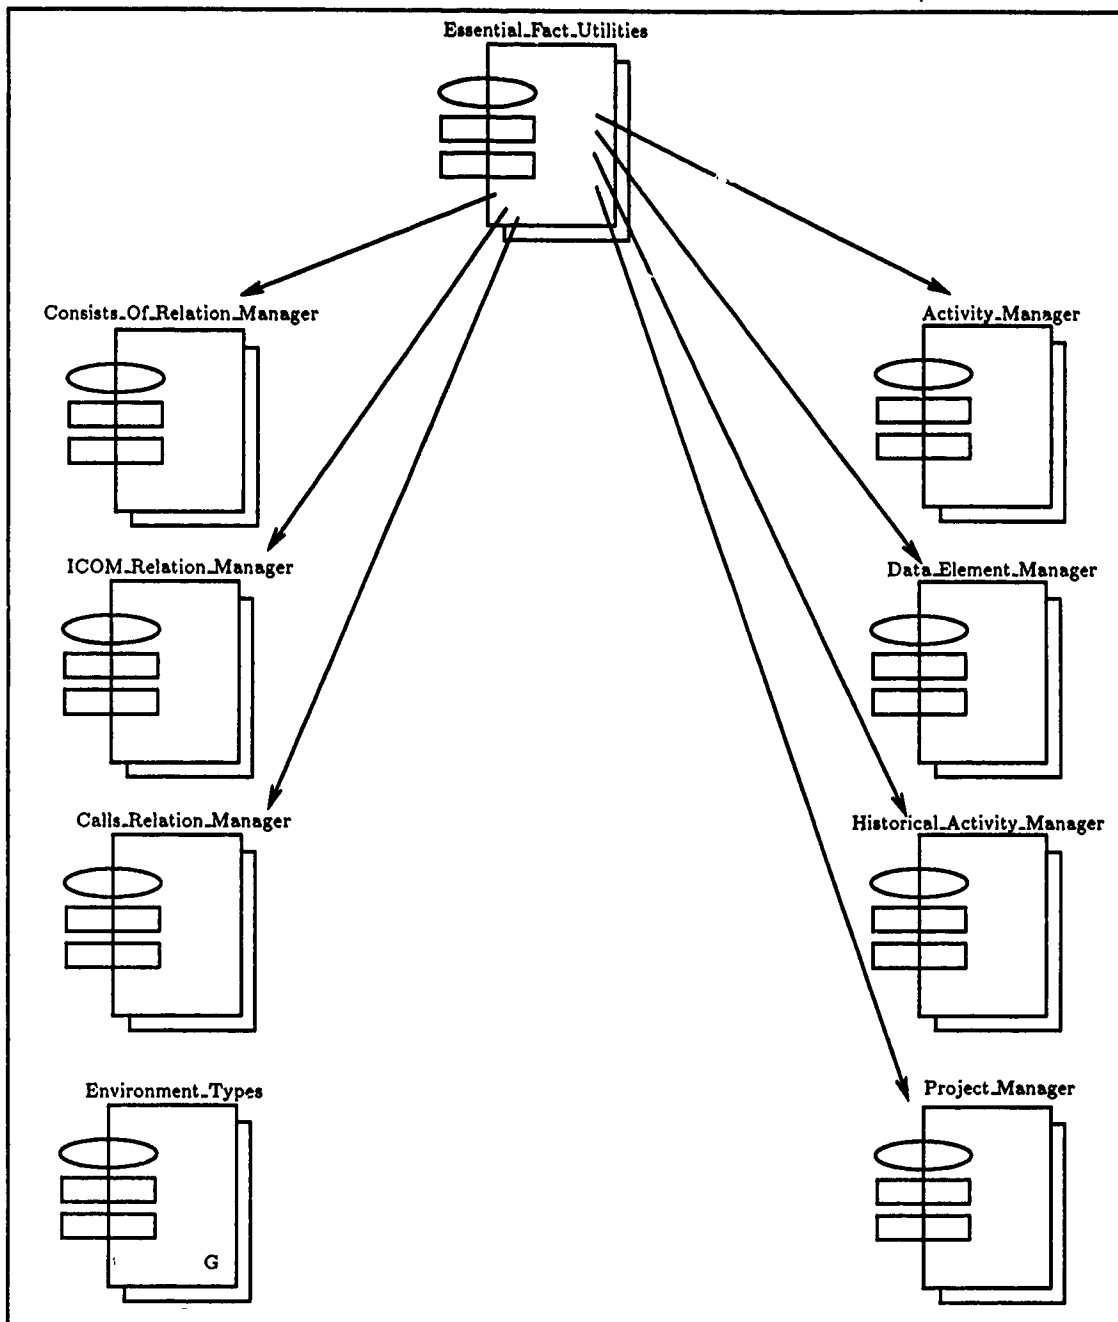 Essential_Fact_Utilities
Consists_Of_Relation_Manager
Activity_Manager
ICOM_Relation_Manager
Data_Element_Manager
Calls_Relation_Manager
Historical_Activity_Manager
Environment_Types
Project_Manager
G